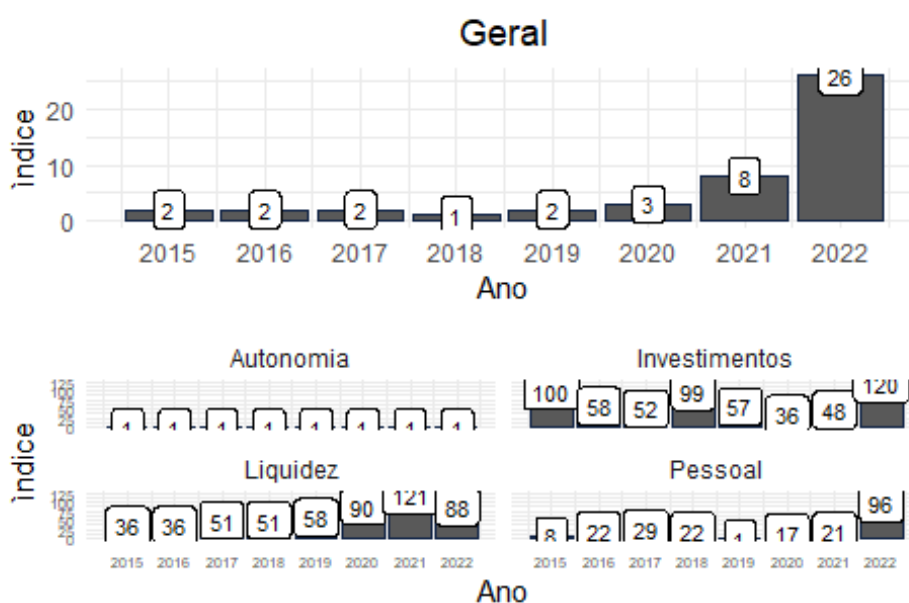 Geral
índice
20
10
0
2 2 2 1 2 3 8 26
2015 2016 2017 2018 2019 2020 2021 2022
Ano
Autonomia Investimentos
índice
1 1 1 1 1 1 1 1
100 58 52 99 57 36 48 120
Liquidez Pessoal
36 36 51 51 58 90 121 88
8 22 29 22 1 17 21 96
2015 2016 2017 2018 2019 2020 2021 2022 2015 2016 2017 2018 2019 2020 2021 2022
Ano